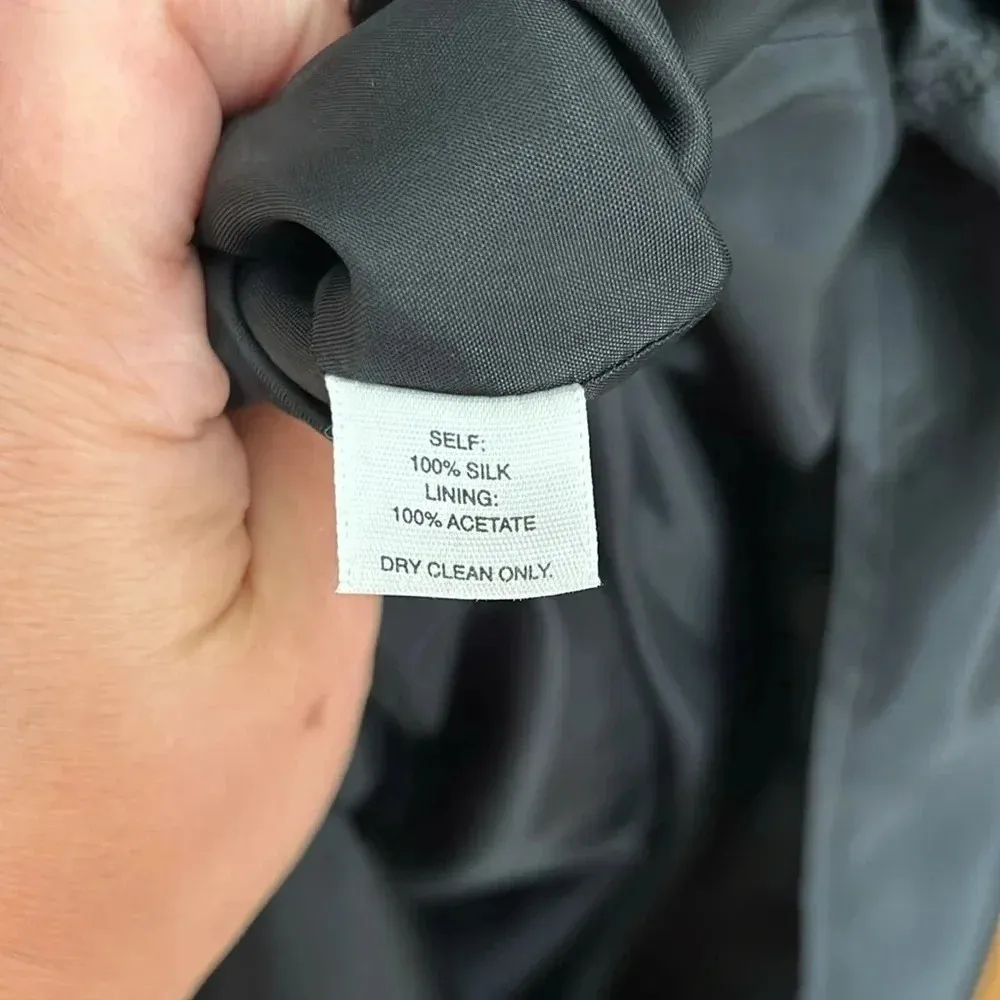 SELF:
100% SILK
LINING:
100% ACETATE
DRY CLEAN ONLY.